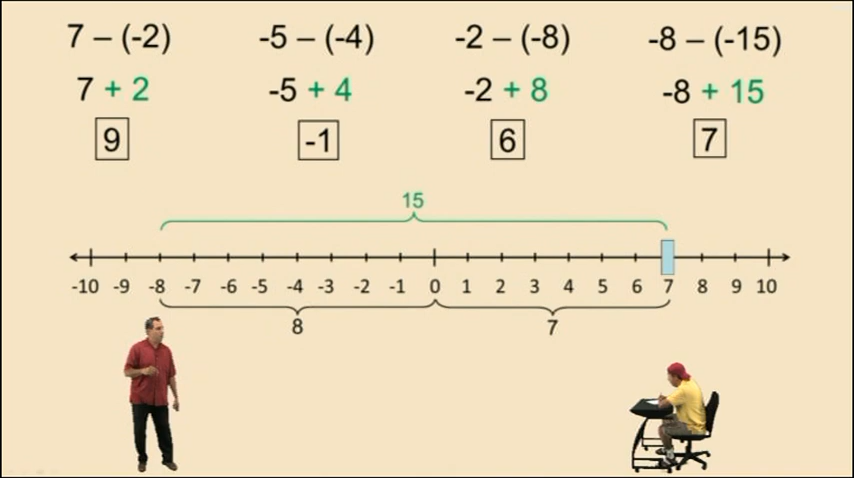 7 – (-2) -5 – (-4) -2 – (-8) -8 – (-15)
7 + 2 -5 + 4 -2 + 8 -8 + 15
9 -1 6 7
15
-10 -9 -8 -7 -6 -5 -4 -3 -2 -1 0 1 2 3 4 5 6 7 8 9 10
8 7